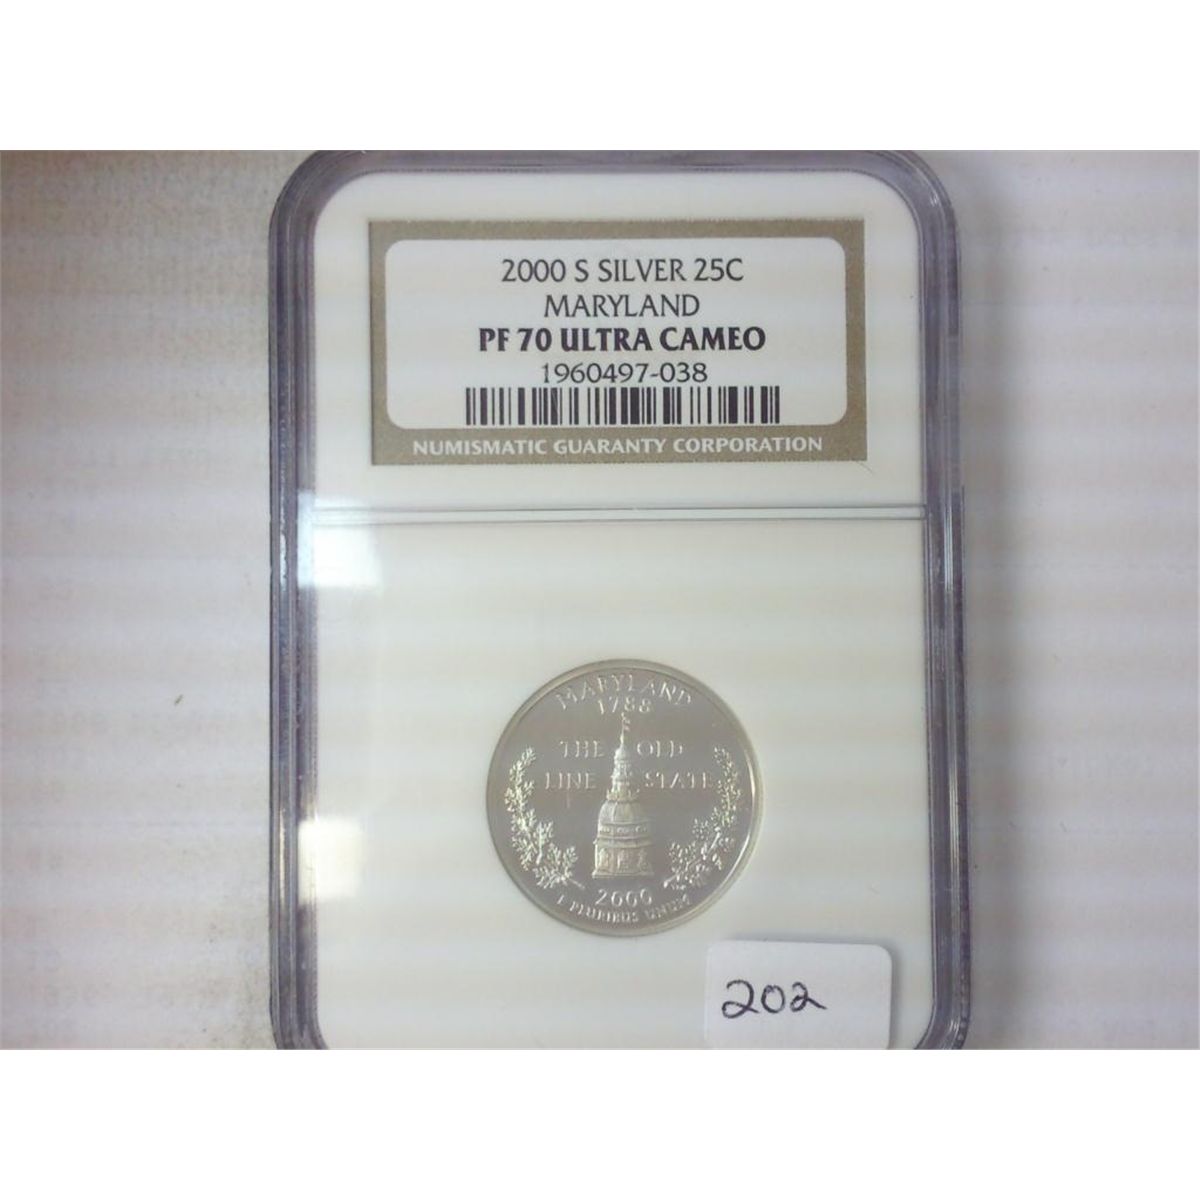 2000 S SILVER 25C
MARYLAND
PF 70 ULTRA CAMEO
1960497-038
NUMISMATIC GUARANTY CORPORATION
MARYLAND
1788
THE OLD
LINE STATE
2000
E PLURIBUS UNUM
202